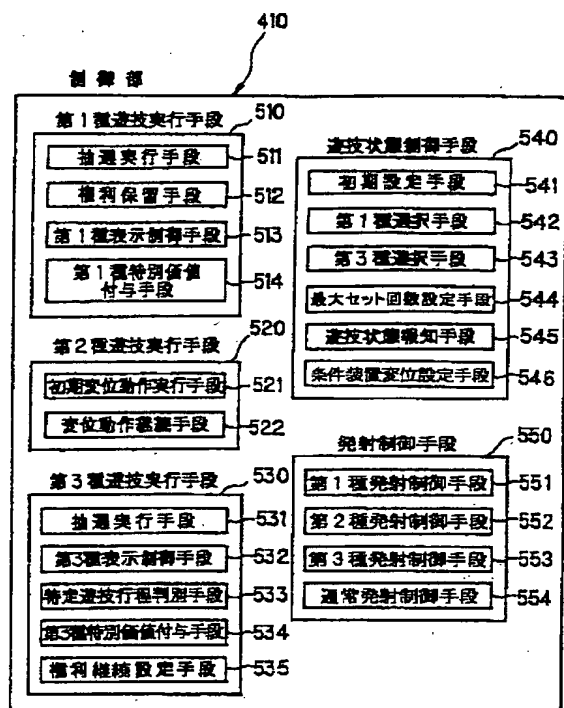 410
制御部
第1種遊技実行手段
510
抽選実行手段 511
権利保留手段 512
第1種表示制御手段 513
第1種特別価値
付与手段
514
第2種遊技実行手段
520
初期変位動作実行手段 521
変位動作継続手段 522
第3種遊技実行手段
530
抽選実行手段 531
第3種表示制御手段 532
特定遊技行程判別手段 533
第3種特別価値付与手段 534
権利継続設定手段 535
遊技状態制御手段
540
初期設定手段 541
第1種選択手段 542
第3種選択手段 543
最大セット回数設定手段 544
遊技状態報知手段 545
条件装置変位設定手段 546
発射制御手段
550
第1種発射制御手段 551
第2種発射制御手段 552
第3種発射制御手段 553
通常発射制御手段 554